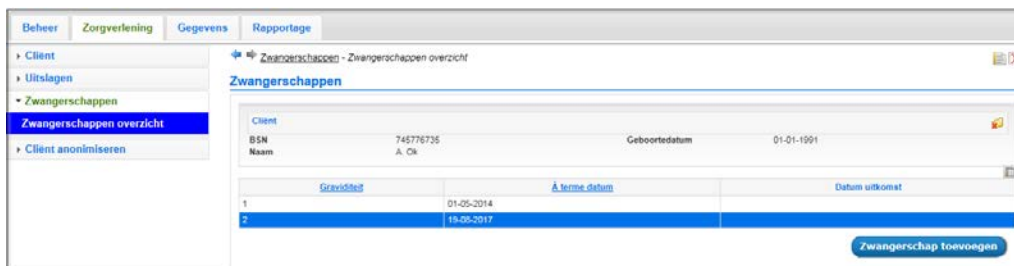 Beheer Zorgverlening Gegevens Rapportage
Cliënt
Uitslagen
Zwangerschappen
Zwangerschappen overzicht
Cliënt anonimiseren
Zwangerschappen - Zwangerschappen overzicht
Zwangerschappen
Cliënt
BSN 745776735 Geboortedatum 01-01-1991
Naam A. Ok
Graviditeit À terme datum Datum uitkomst
1 01-05-2014
2 19-08-2017
Zwangerschap toevoegen